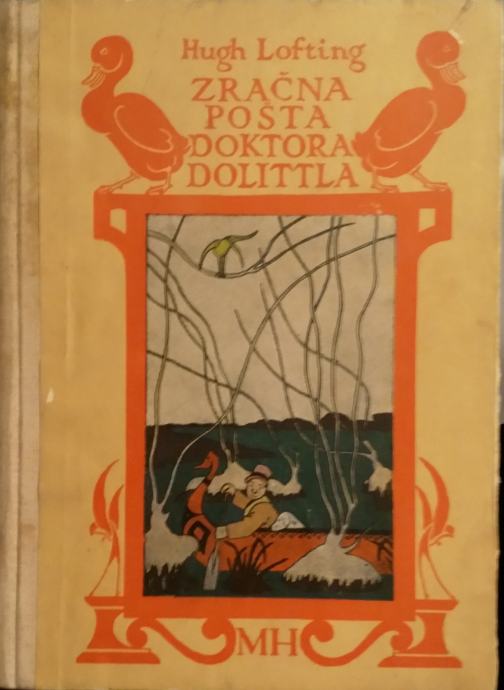 Hugh Lofting
ZRAČNA
POŠTA
DOKTORA
DOLITTLA
MH